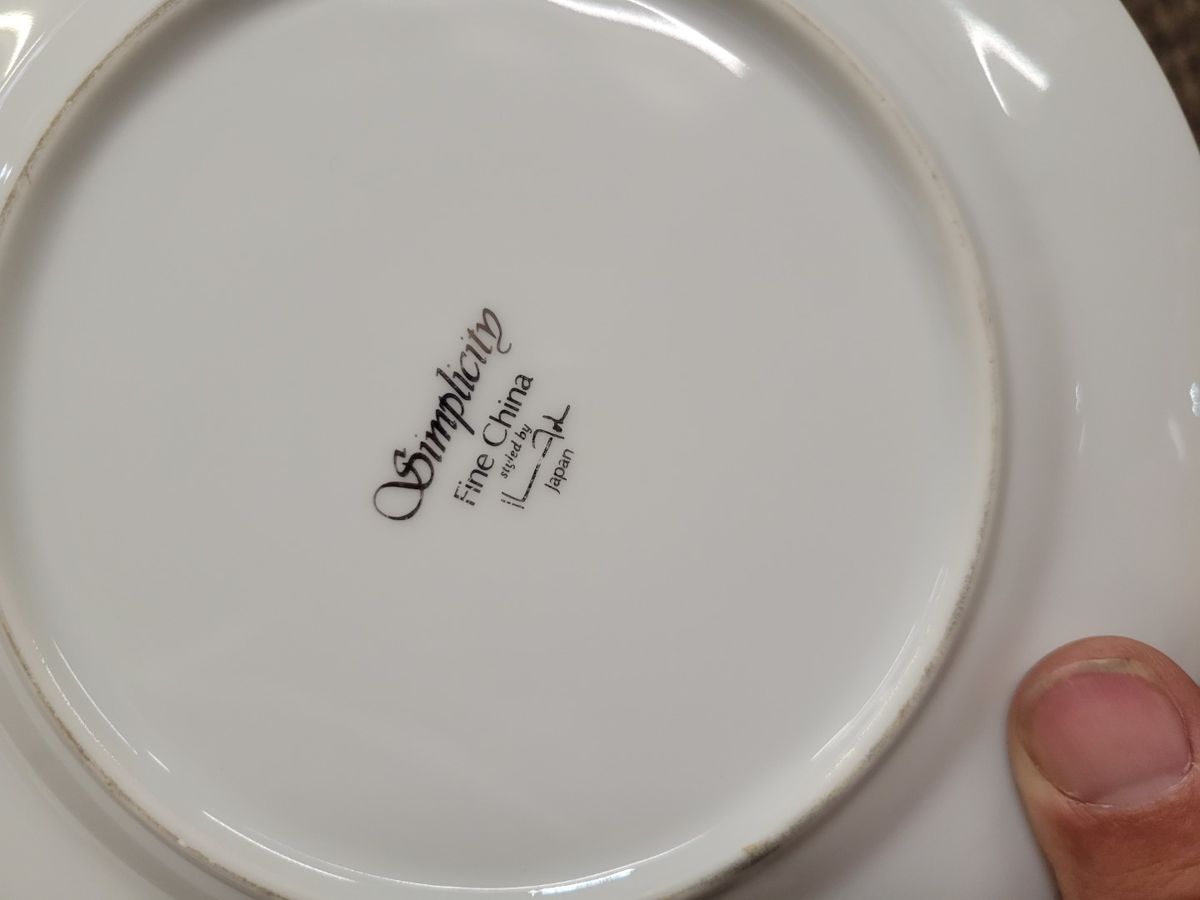 Simplicity
Fine China
styled by
Japan